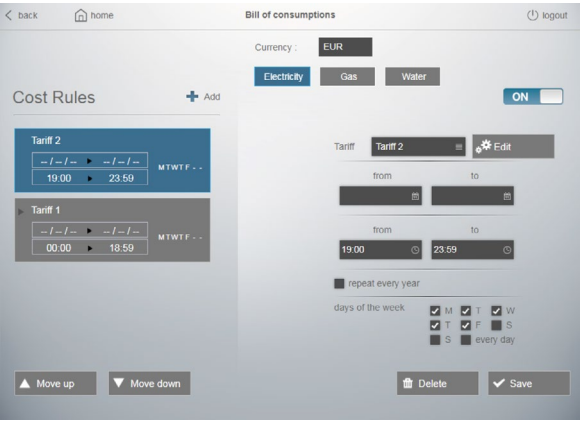 back home Bill of consumptions logout
Currency : EUR
Electricity Gas Water
Cost Rules Add
ON
Tariff 2
-- / -- / -- -- / -- / --
19:00 23:59
M T W T F - -
Tariff 1
-- / -- / -- -- / -- / --
00:00 18:59
M T W T F - -
Tariff Tariff 2 Edit
from to
from to
19:00 23:59
repeat every year
days of the week M T W
T F S
S every day
Move up Move down Delete Save